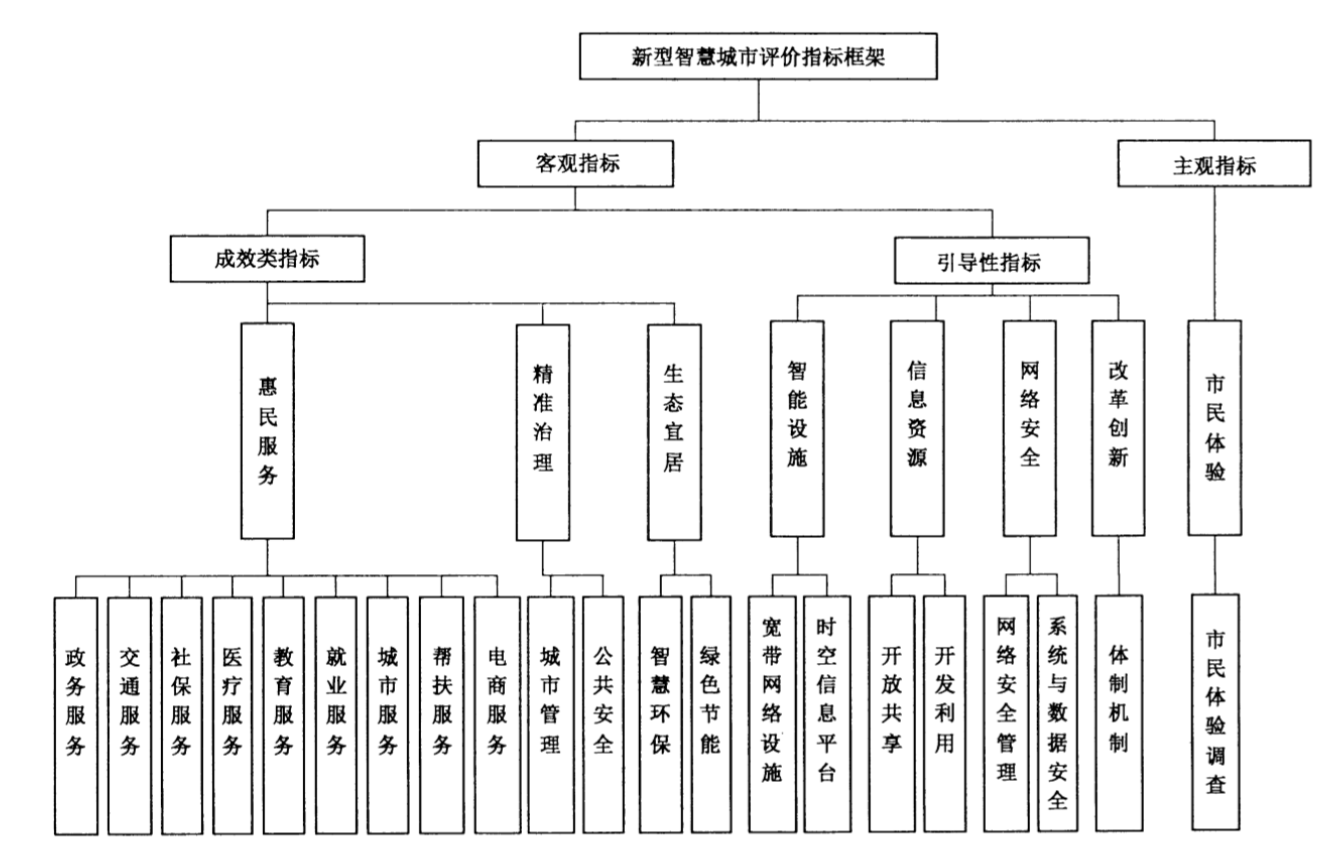 新型智慧城市评价指标框架
客观指标
主观指标
成效类指标
引导性指标
惠民服务
精准治理
生态宜居
智能设施
信息资源
网络安全
改革创新
市民体验
政务服务
交通服务
社保服务
医疗服务
教育服务
就业服务
城市服务
帮扶服务
电商服务
城市管理
公共安全
智慧环保
绿色节能
宽带网络设施
时空信息平台
开放共享
开发利用
网络安全管理
系统与数据安全
体制机制
市民体验调查